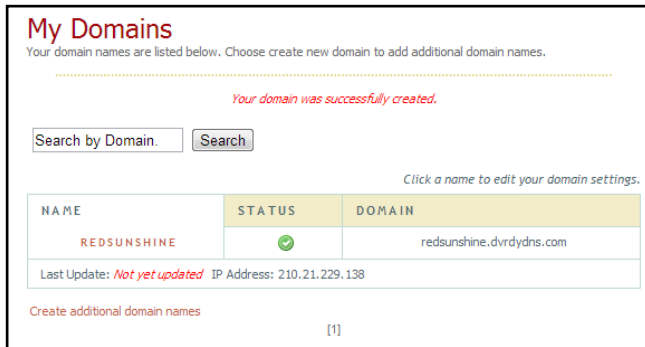 My Domains
Your domain names are listed below. Choose create new domain to add additional domain names.
Your domain was successfully created.
Search by Domain. Search
Click a name to edit your domain settings.
NAME STATUS DOMAIN
REDSUNSHINE redsunshine.dvrdydns.com
Last Update: Not yet updated IP Address: 210.21.229.138
Create additional domain names
[1]